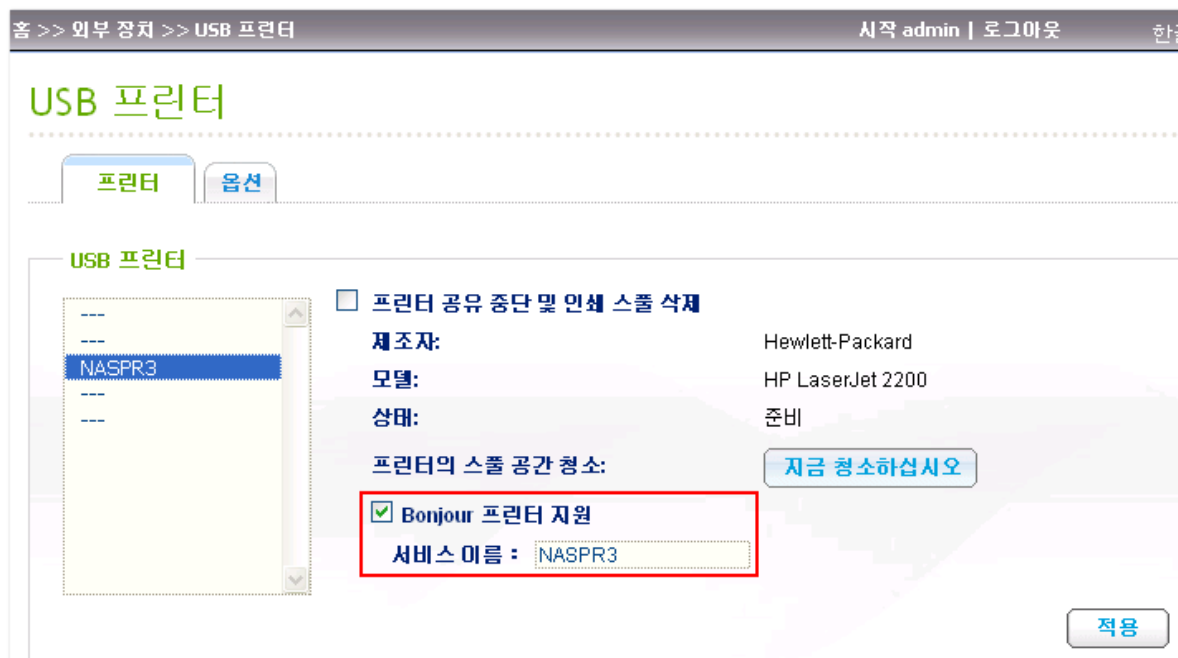 홈 >> 외부 장치 >> USB 프린터 시작 admin | 로그아웃
USB 프린터
프린터 옵션
USB 프린터
---
---
NASPR3
---
---
프린터 공유 중단 및 인쇄 스풀 삭제
제조자: Hewlett-Packard
모델: HP LaserJet 2200
상태: 준비
프린터의 스풀 공간 청소: 지금 청소하십시오
Bonjour 프린터 지원
서비스 이름 : NASPR3
적용